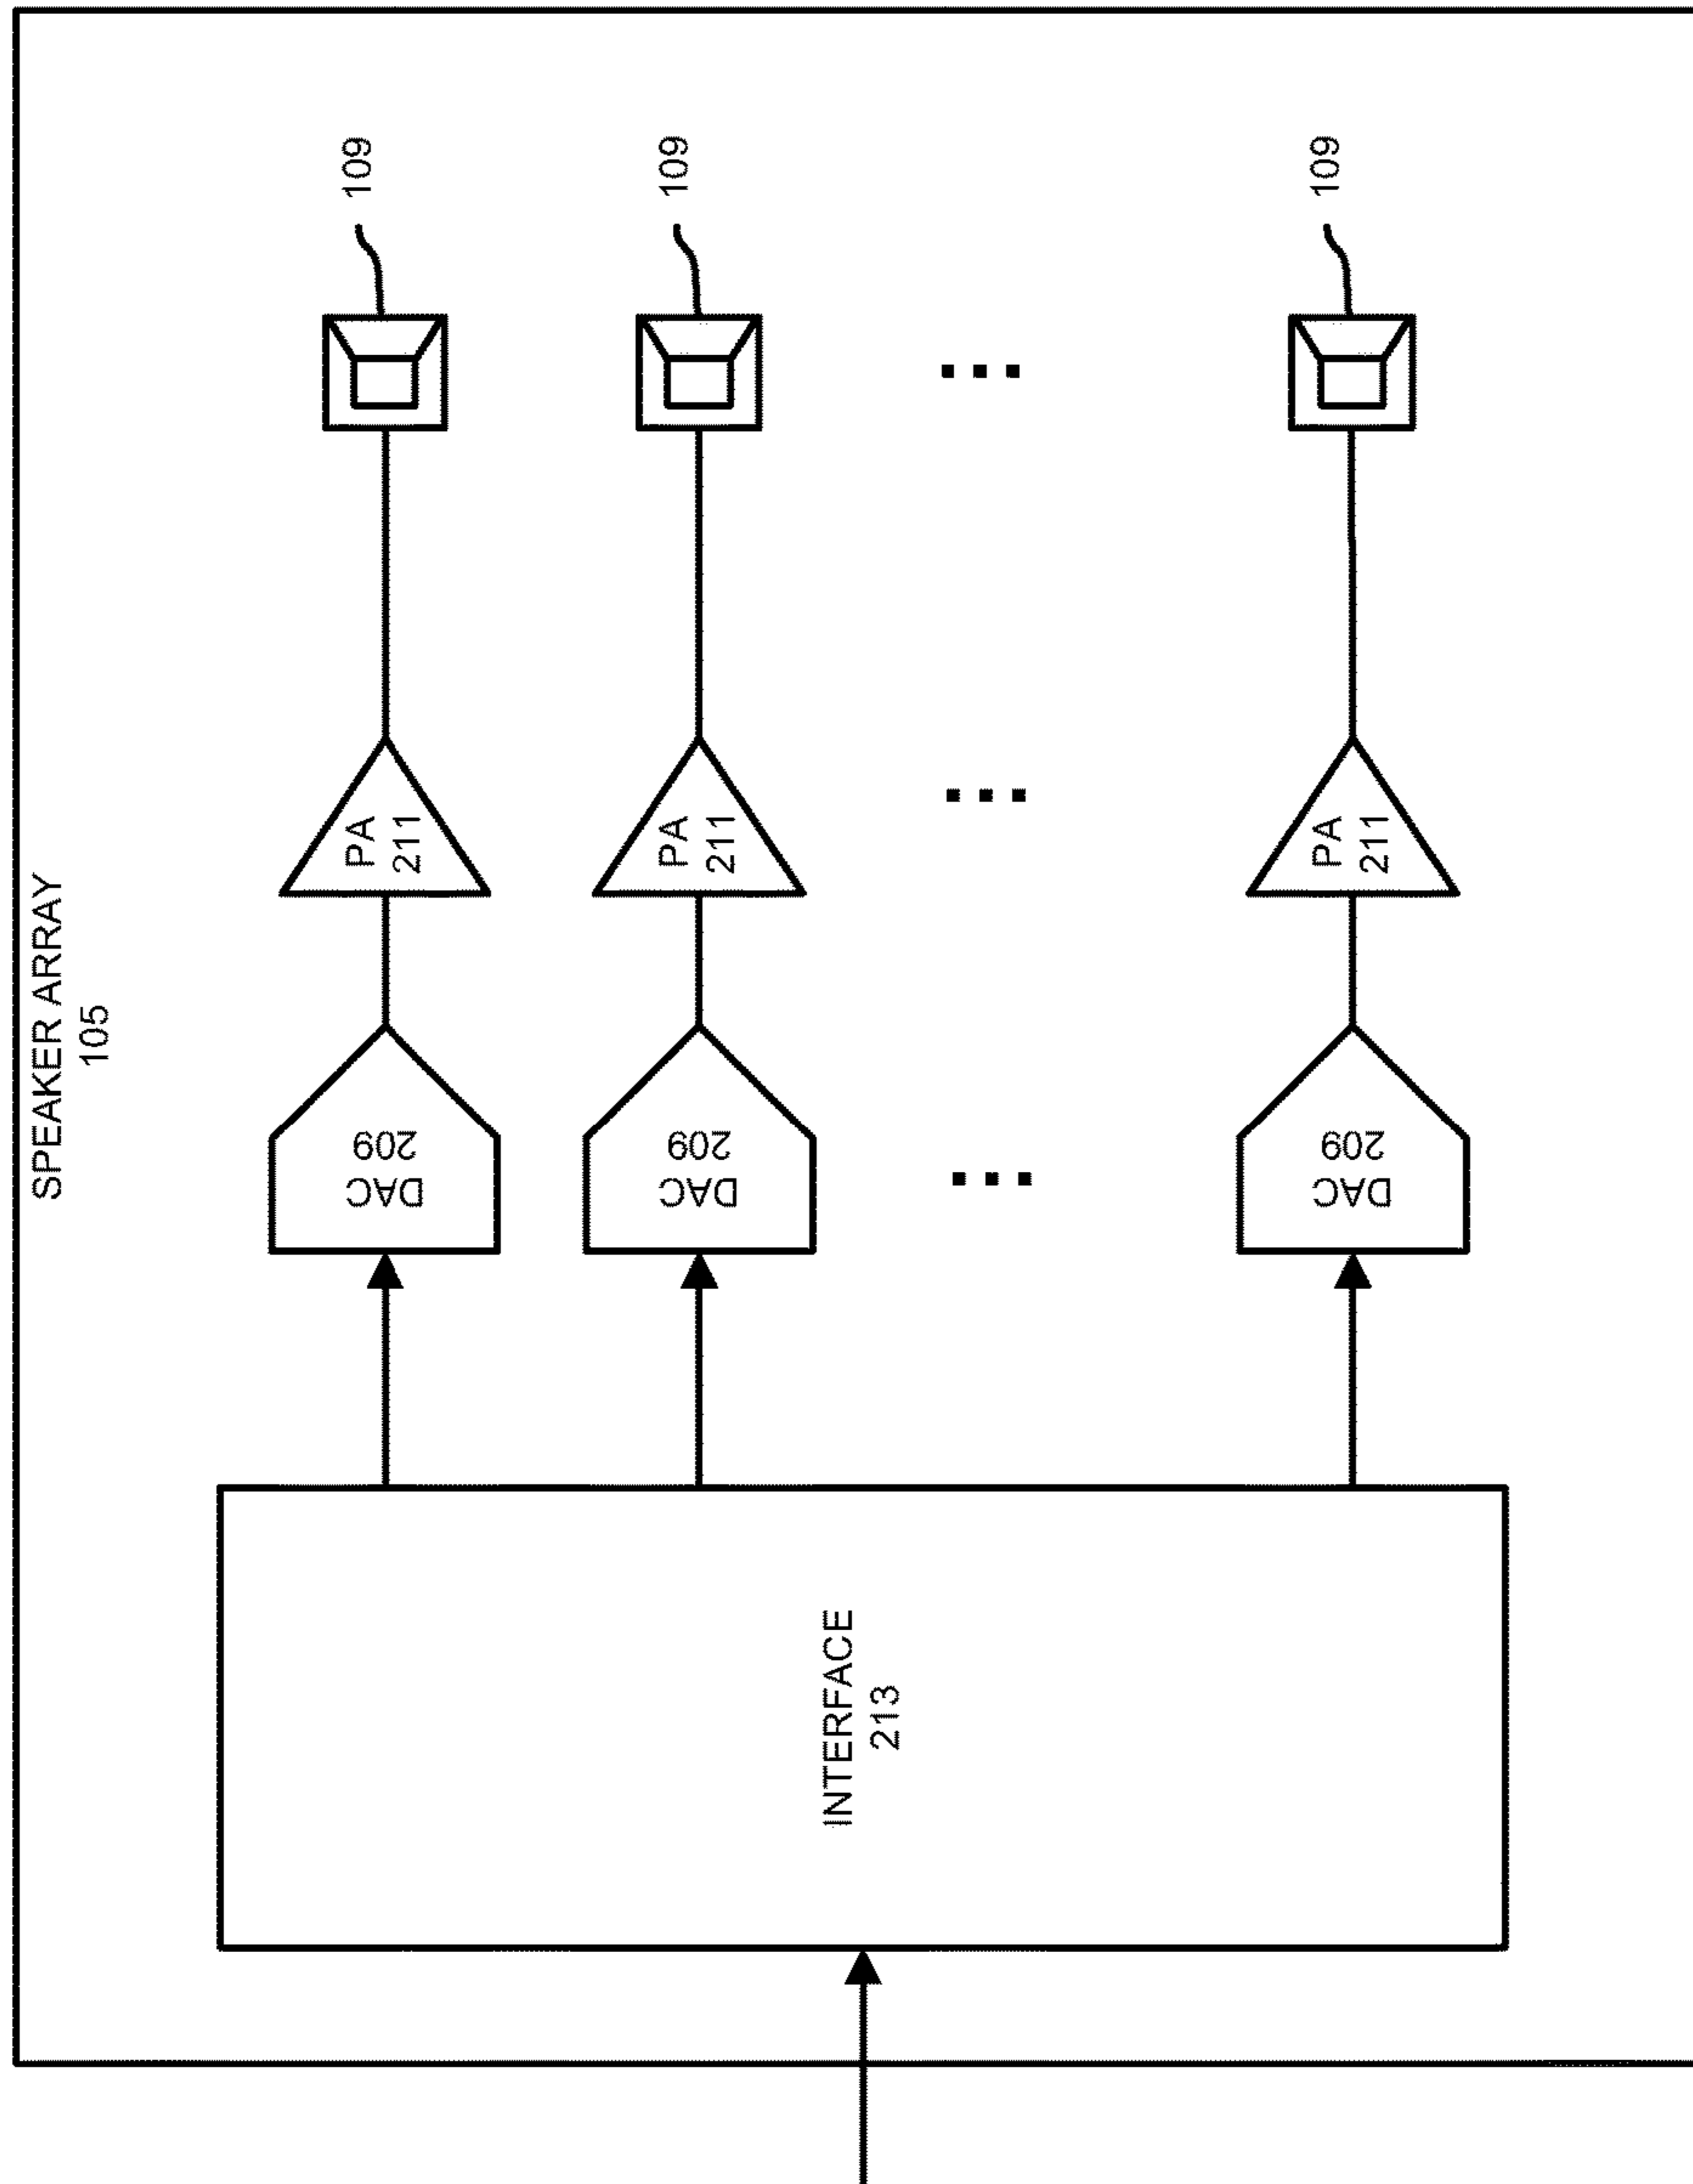 SPEAKER ARRAY
105
INTERFACE
213
DAC
209
PA
211
109
DAC
209
PA
211
109
DAC
209
PA
211
109